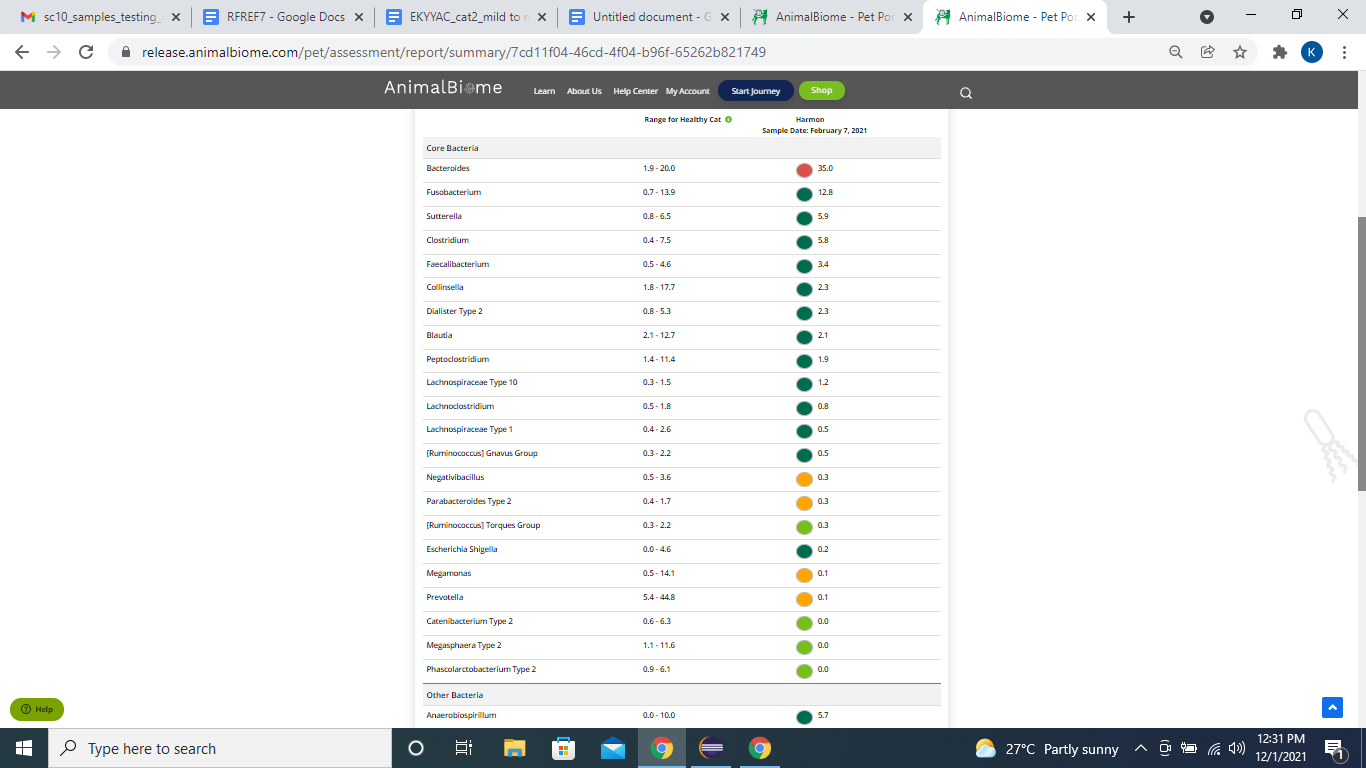 sc10_samples_testing_
RFREF7 - Google Docs
EKYYAC_cat2_mild to m
Untitled document - G
AnimalBiome - Pet Por
AnimalBiome - Pet Por
release.animalbiome.com/pet/assessment/report/summary/7cd11f04-46cd-4f04-b96f-65262b821749
K
AnimalBiome
Learn About Us Help Center My Account Start Journey Shop
Range for Healthy Cat Harmon
Sample Date: February 7, 2021
Core Bacteria
Bacteroides 1.9 - 20.0 35.0
Fusobacterium 0.7 - 13.9 12.8
Sutterella 0.8 - 6.5 5.9
Clostridium 0.4 - 7.5 5.8
Faecalibacterium 0.5 - 4.6 3.4
Collinsella 1.8 - 17.7 2.3
Dialister Type 2 0.8 - 5.3 2.3
Blautia 2.1 - 12.7 2.1
Peptoclostridium 1.4 - 11.4 1.9
Lachnospiraceae Type 10 0.3 - 1.5 1.2
Lachnoclostridium 0.5 - 1.8 0.8
Lachnospiraceae Type 1 0.4 - 2.6 0.5
[Ruminococcus] Gnavus Group 0.3 - 2.2 0.5
Negativibacillus 0.5 - 3.6 0.3
Parabacteroides Type 2 0.4 - 1.7 0.3
[Ruminococcus] Torques Group 0.3 - 2.2 0.3
Escherichia Shigella 0.0 - 4.6 0.2
Megamonas 0.5 - 14.1 0.1
Prevotella 5.4 - 44.8 0.1
Catenibacterium Type 2 0.6 - 6.3 0.0
Megasphaera Type 2 1.1 - 11.6 0.0
Phascolarctobacterium Type 2 0.9 - 6.1 0.0
Other Bacteria
Anaerobiospirillum 0.0 - 10.0 5.7
Help
Type here to search
27°C Partly sunny
12:31 PM
12/1/2021
1